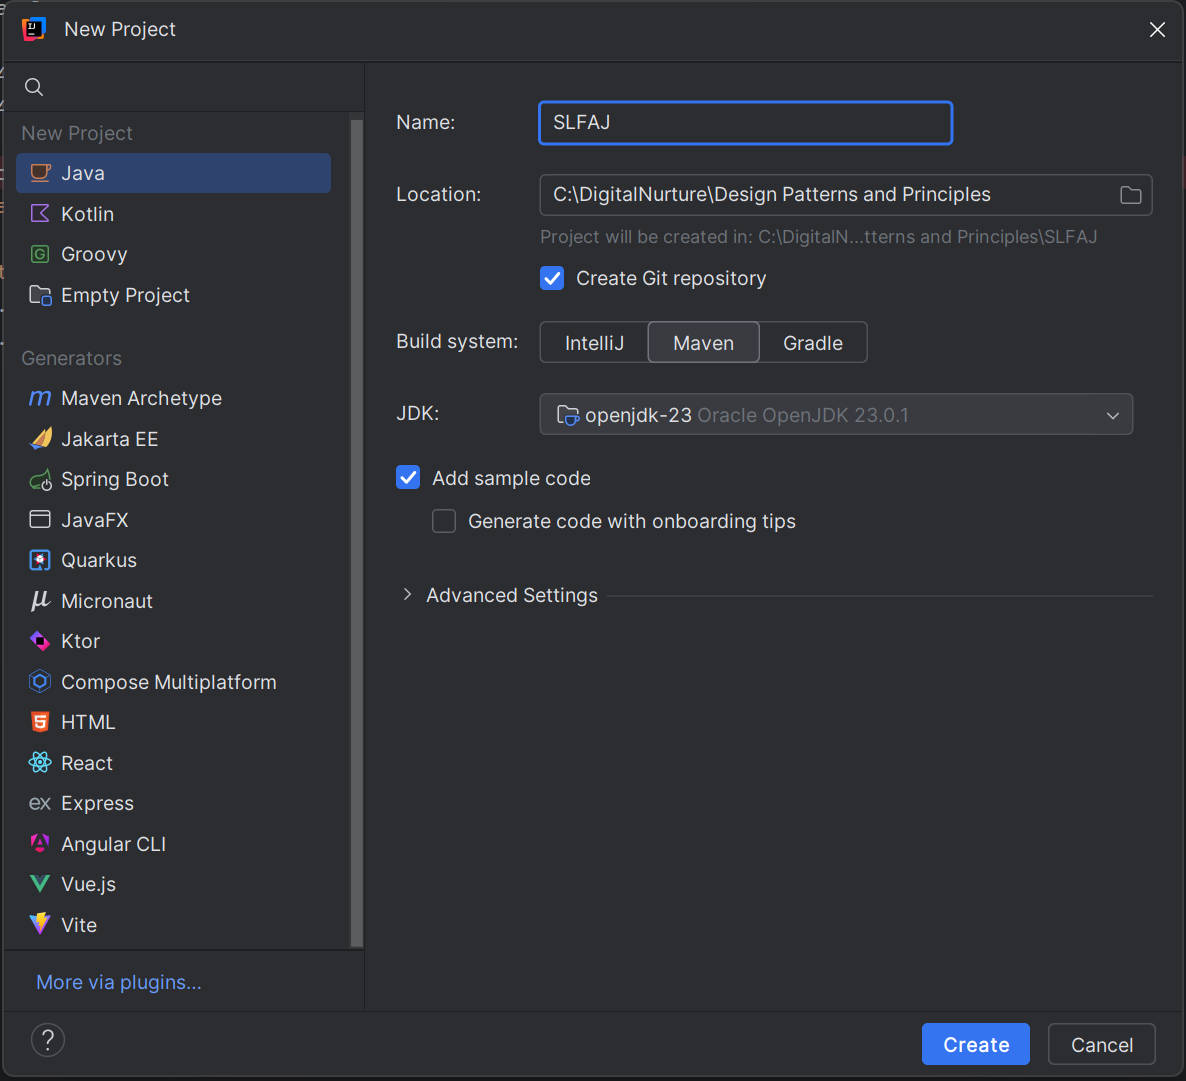 New Project
New Project
Java
Kotlin
Groovy
Empty Project
Generators
Maven Archetype
Jakarta EE
Spring Boot
JavaFX
Quarkus
Micronaut
Ktor
Compose Multiplatform
HTML
React
Express
Angular CLI
Vue.js
Vite
More via plugins...
Name: SLFAJ
Location: C:\DigitalNurture\Design Patterns and Principles
Project will be created in: C:\DigitalN...tterns and Principles\SLFAJ
Create Git repository
Build system: IntelliJ Maven Gradle
JDK: openjdk-23 Oracle OpenJDK 23.0.1
Add sample code
Generate code with onboarding tips
Advanced Settings
?
Create Cancel